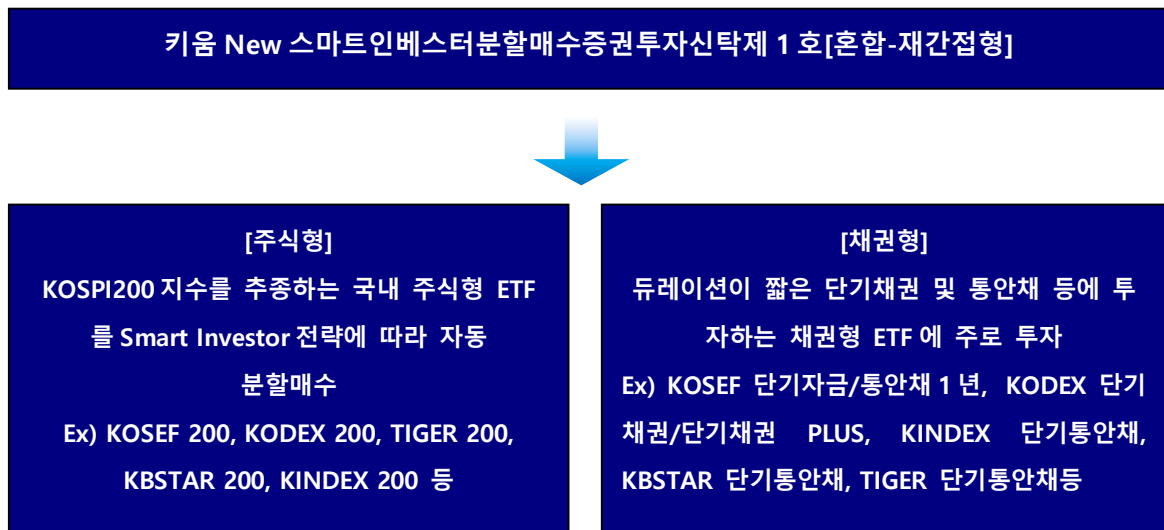 키움 New 스마트인베스터분할매수증권투자신탁제 1 호[혼합-재간접형]
[주식형]
KOSPI200 지수를 추종하는 국내 주식형 ETF
를 Smart Investor 전략에 따라 자동
분할매수
Ex) KOSEF 200, KODEX 200, TIGER 200,
KBSTAR 200, KINDEX 200 등
[채권형]
듀레이션이 짧은 단기채권 및 통안채 등에 투
자하는 채권형 ETF 에 주로 투자
Ex) KOSEF 단기자금/통안채 1 년, KODEX 단기
채권/단기채권 PLUS, KINDEX 단기통안채,
KBSTAR 단기통안채, TIGER 단기통안채등